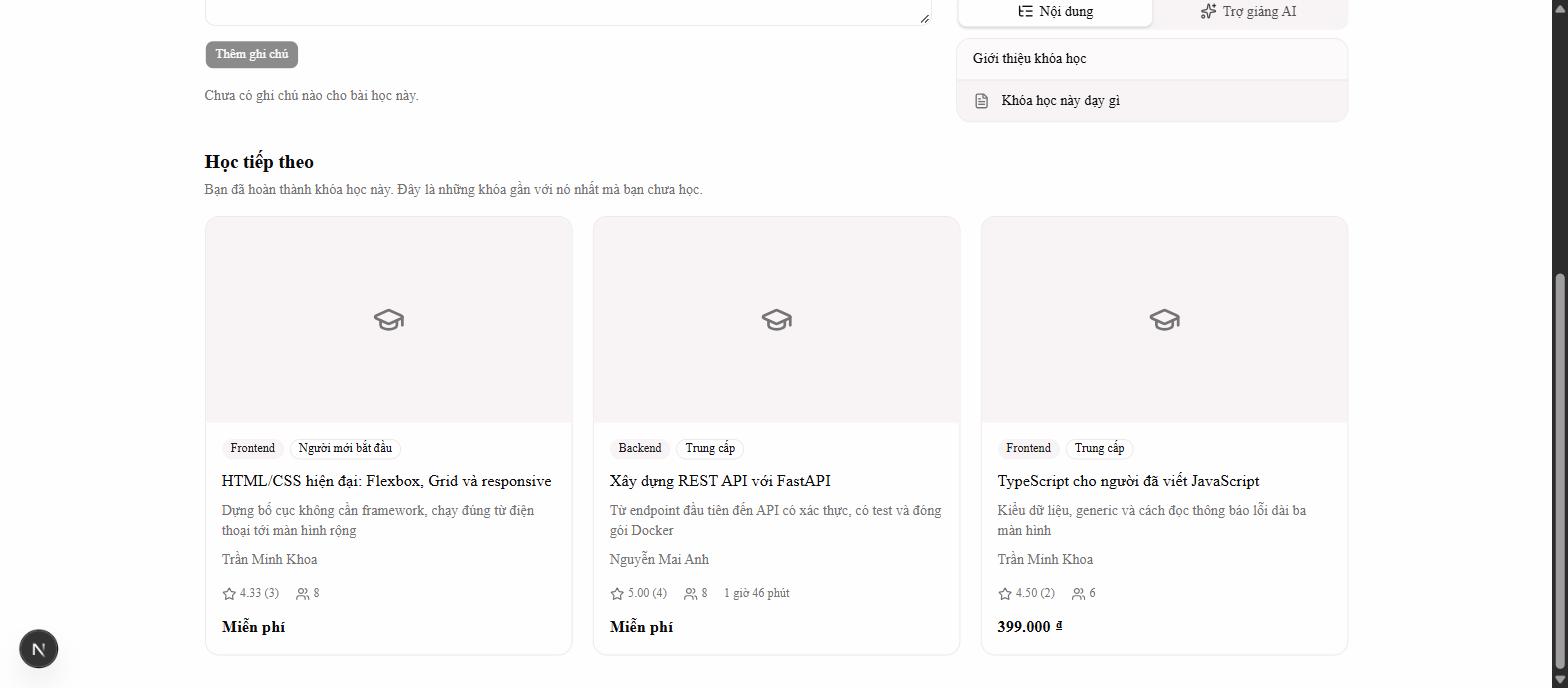 Nội dung
Trợ giảng AI
Thêm ghi chú
Chưa có ghi chú nào cho bài học này.
Giới thiệu khóa học
Khóa học này dạy gì
Học tiếp theo
Bạn đã hoàn thành khóa học này. Đây là những khóa gần với nó nhất mà bạn chưa học.
Frontend
Người mới bắt đầu
HTML/CSS hiện đại: Flexbox, Grid và responsive
Dựng bố cục không cần framework, chạy đúng từ điện
thoại tới màn hình rộng
Trần Minh Khoa
4.33 (3)
8
Miễn phí
Backend
Trung cấp
Xây dựng REST API với FastAPI
Từ endpoint đầu tiên đến API có xác thực, có test và đóng
gói Docker
Nguyễn Mai Anh
5.00 (4)
8
1 giờ 46 phút
Miễn phí
Frontend
Trung cấp
TypeScript cho người đã viết JavaScript
Kiểu dữ liệu, generic và cách đọc thông báo lỗi dài ba
màn hình
Trần Minh Khoa
4.50 (2)
6
399.000 ₫
N